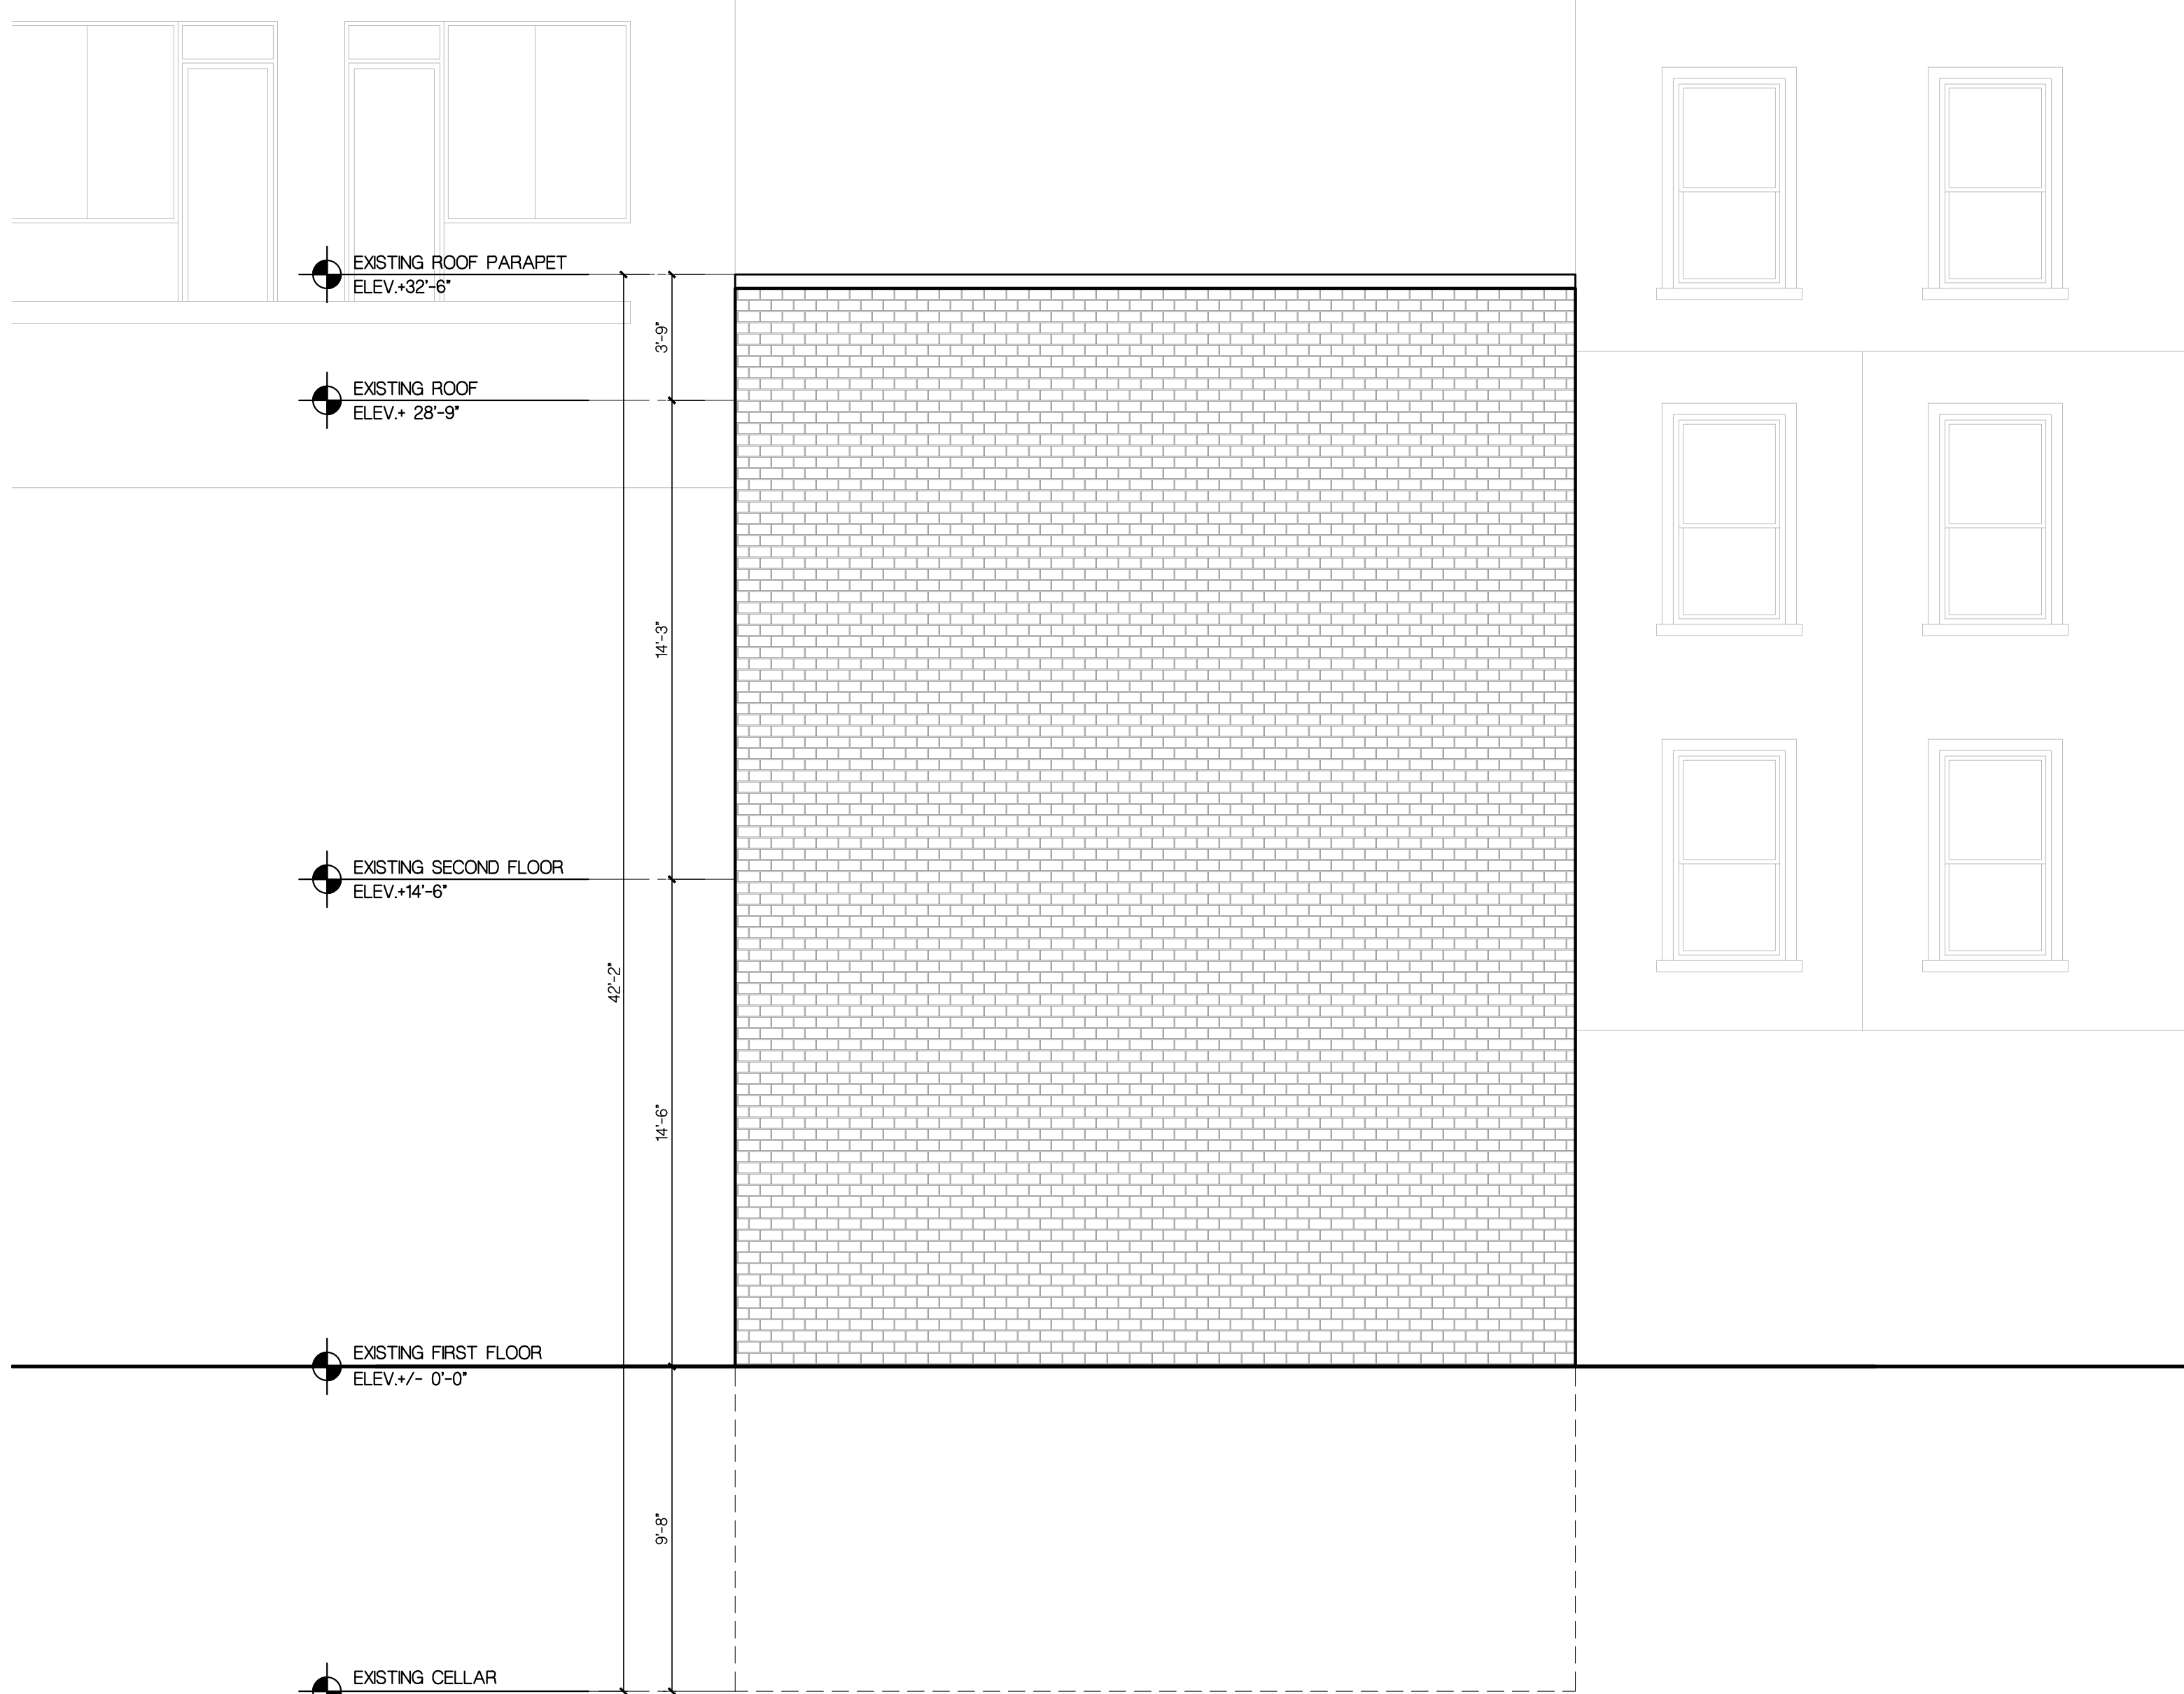 EXISTING ROOF PARAPET
ELEV.+32'-6"
3'-9"
EXISTING ROOF
ELEV.+ 28'-9"
14'-3"
EXISTING SECOND FLOOR
ELEV.+14'-6"
42'-2"
14'-6"
EXISTING FIRST FLOOR
ELEV.+/- 0'-0"
9'-8"
EXISTING CELLAR